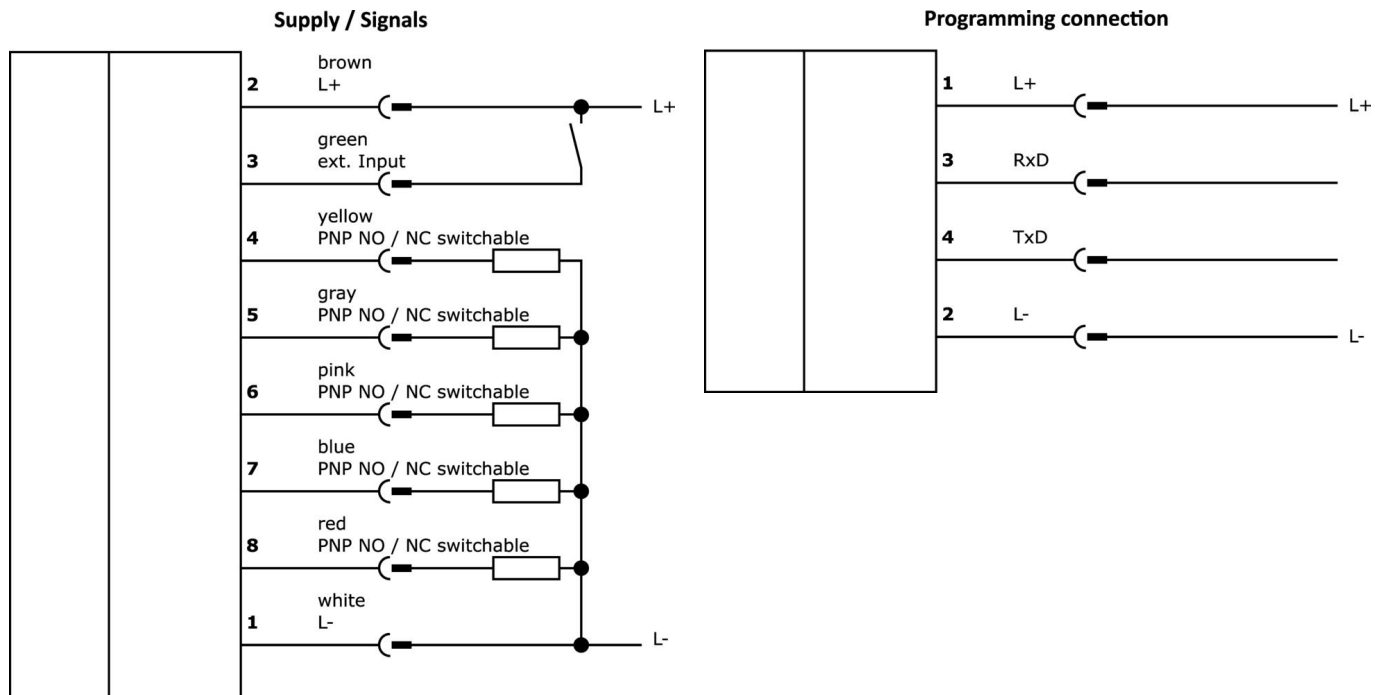 Supply / Signals
brown
2 L+
L+
green
3 ext. Input
yellow
4 PNP NO / NC switchable
gray
5 PNP NO / NC switchable
pink
6 PNP NO / NC switchable
blue
7 PNP NO / NC switchable
red
8 PNP NO / NC switchable
white
1 L-
L-
Programming connection
1 L+
L+
3 RxD
4 TxD
2 L-
L-